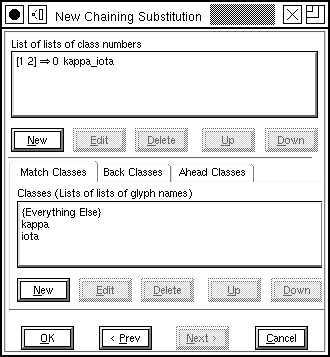 New Chaining Substitution
List of lists of class numbers
[1 2] ⇒ 0 kappa_iota
New Edit Delete Up Down
Match Classes Back Classes Ahead Classes
Classes (Lists of lists of glyph names)
{Everything Else}
kappa
iota
New Edit Delete Up Down
OK < Prev Next > Cancel